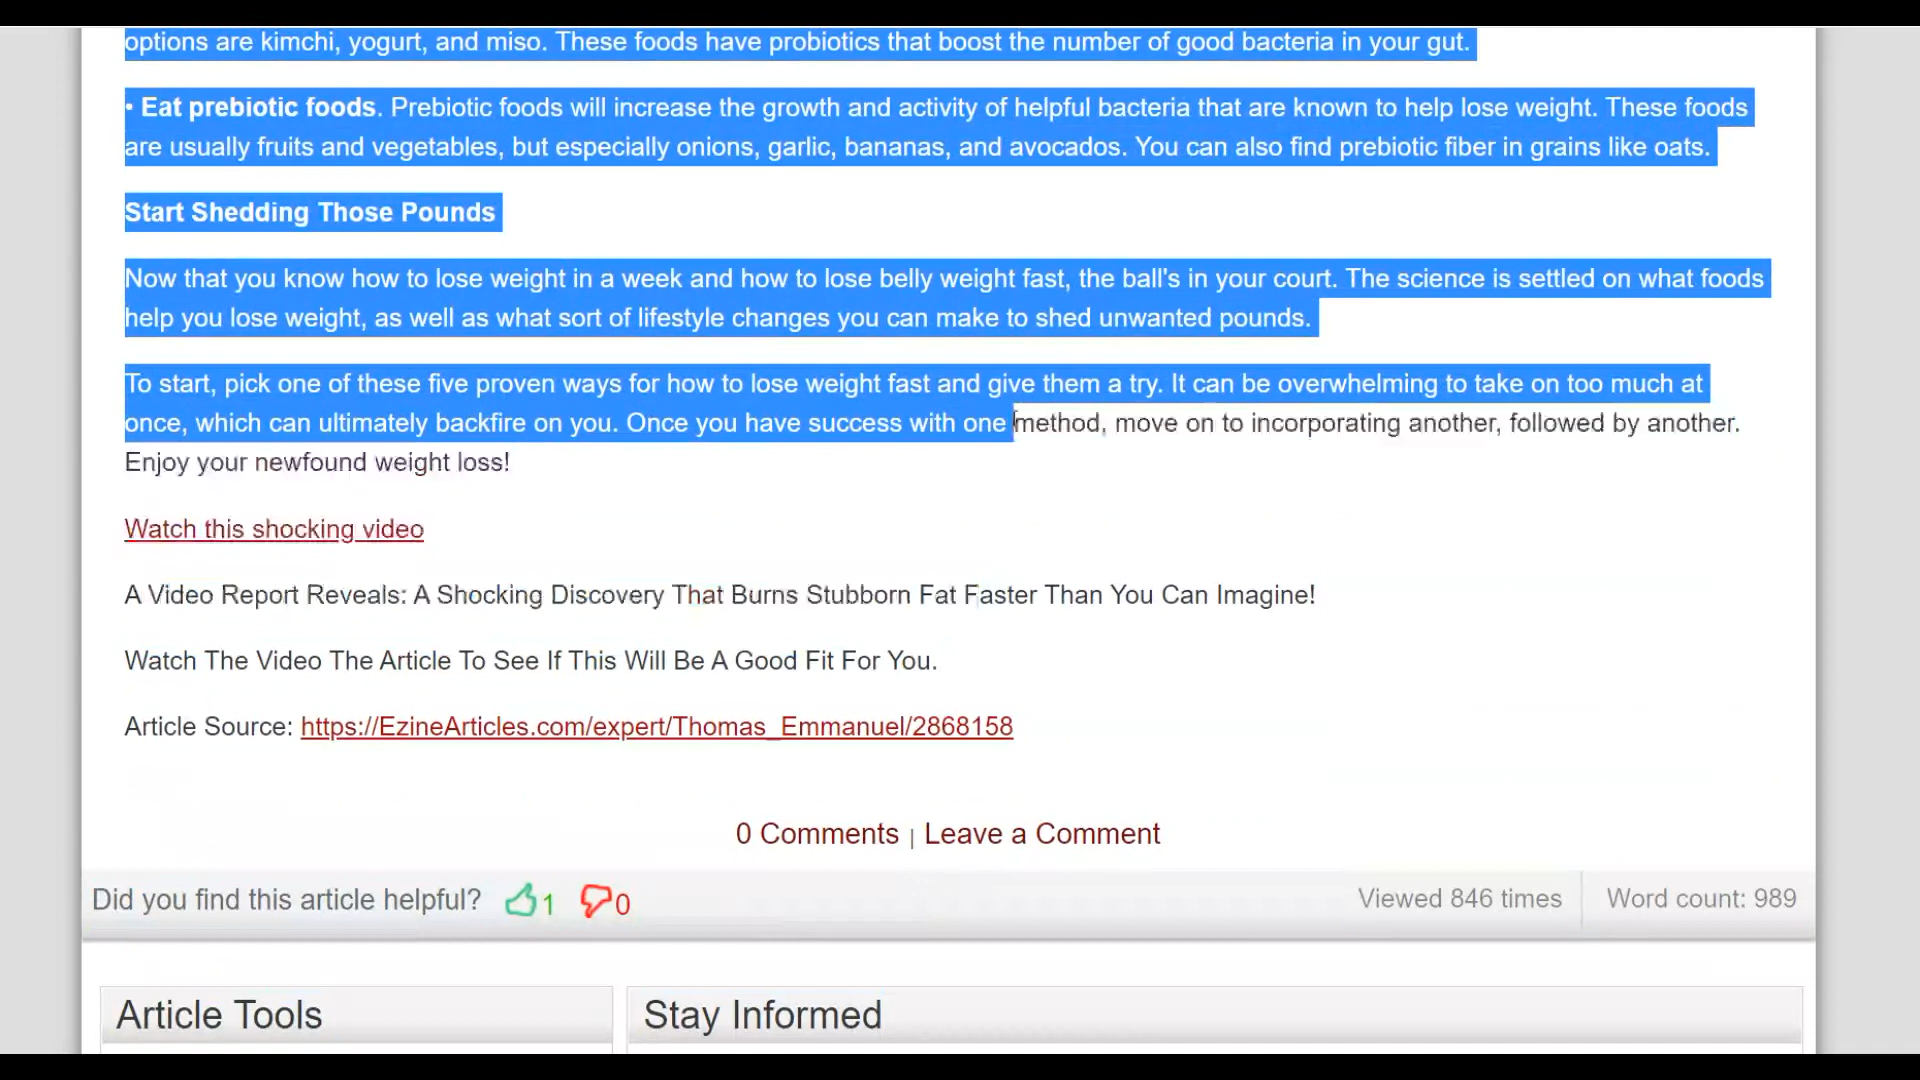 options are kimchi, yogurt, and miso. These foods have probiotics that boost the number of good bacteria in your gut.
• Eat prebiotic foods. Prebiotic foods will increase the growth and activity of helpful bacteria that are known to help lose weight. These foods
are usually fruits and vegetables, but especially onions, garlic, bananas, and avocados. You can also find prebiotic fiber in grains like oats.
Start Shedding Those Pounds
Now that you know how to lose weight in a week and how to lose belly weight fast, the ball's in your court. The science is settled on what foods
help you lose weight, as well as what sort of lifestyle changes you can make to shed unwanted pounds.
To start, pick one of these five proven ways for how to lose weight fast and give them a try. It can be overwhelming to take on too much at
once, which can ultimately backfire on you. Once you have success with one method, move on to incorporating another, followed by another.
Enjoy your newfound weight loss!
Watch this shocking video
A Video Report Reveals: A Shocking Discovery That Burns Stubborn Fat Faster Than You Can Imagine!
Watch The Video The Article To See If This Will Be A Good Fit For You.
Article Source: https://EzineArticles.com/expert/Thomas_Emmanuel/2868158
0 Comments | Leave a Comment
Did you find this article helpful? 1 0 Viewed 846 times Word count: 989
Article Tools Stay Informed